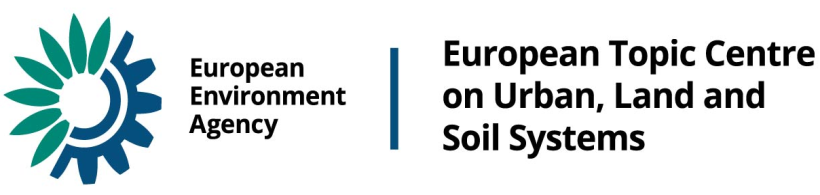 European
Environment
Agency
European Topic Centre
on Urban, Land and
Soil Systems